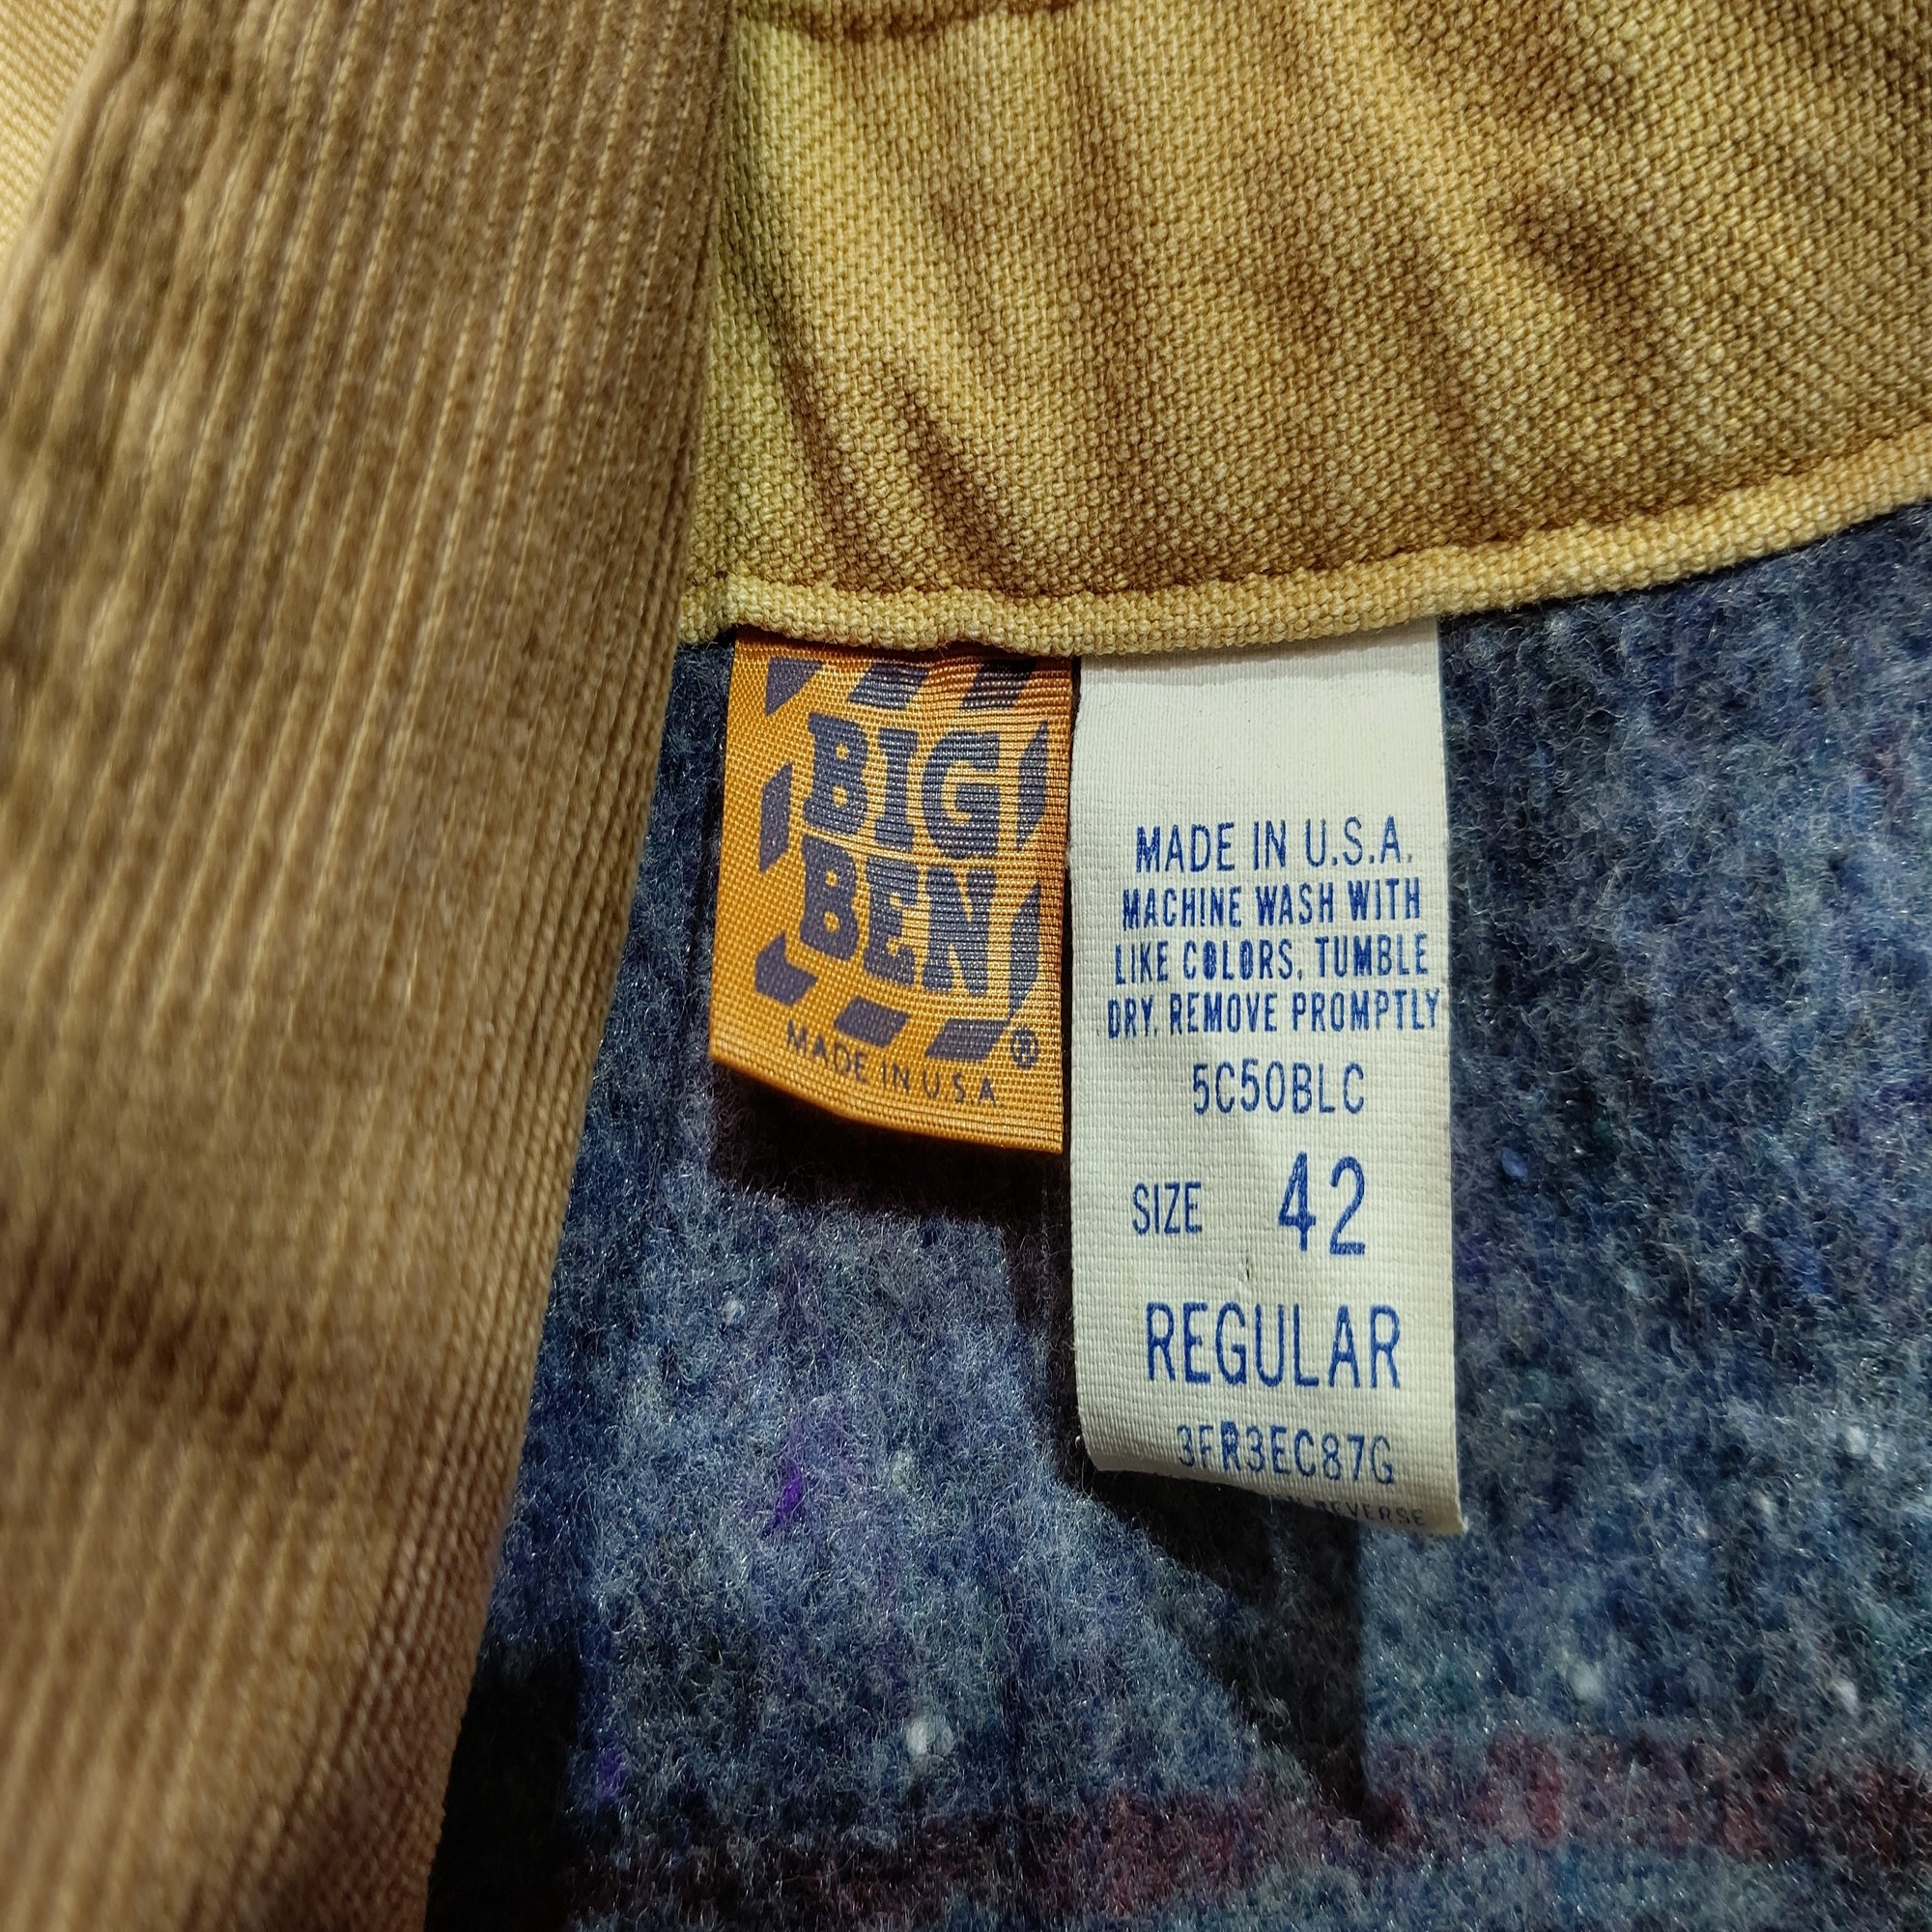 BIG
BEN
®
MADE IN U.S.A.
MADE IN U.S.A.
MACHINE WASH WITH
LIKE COLORS, TUMBLE
DRY. REMOVE PROMPTLY
5C50BLC
SIZE 42
REGULAR
3FR3EC87G
REVERSE